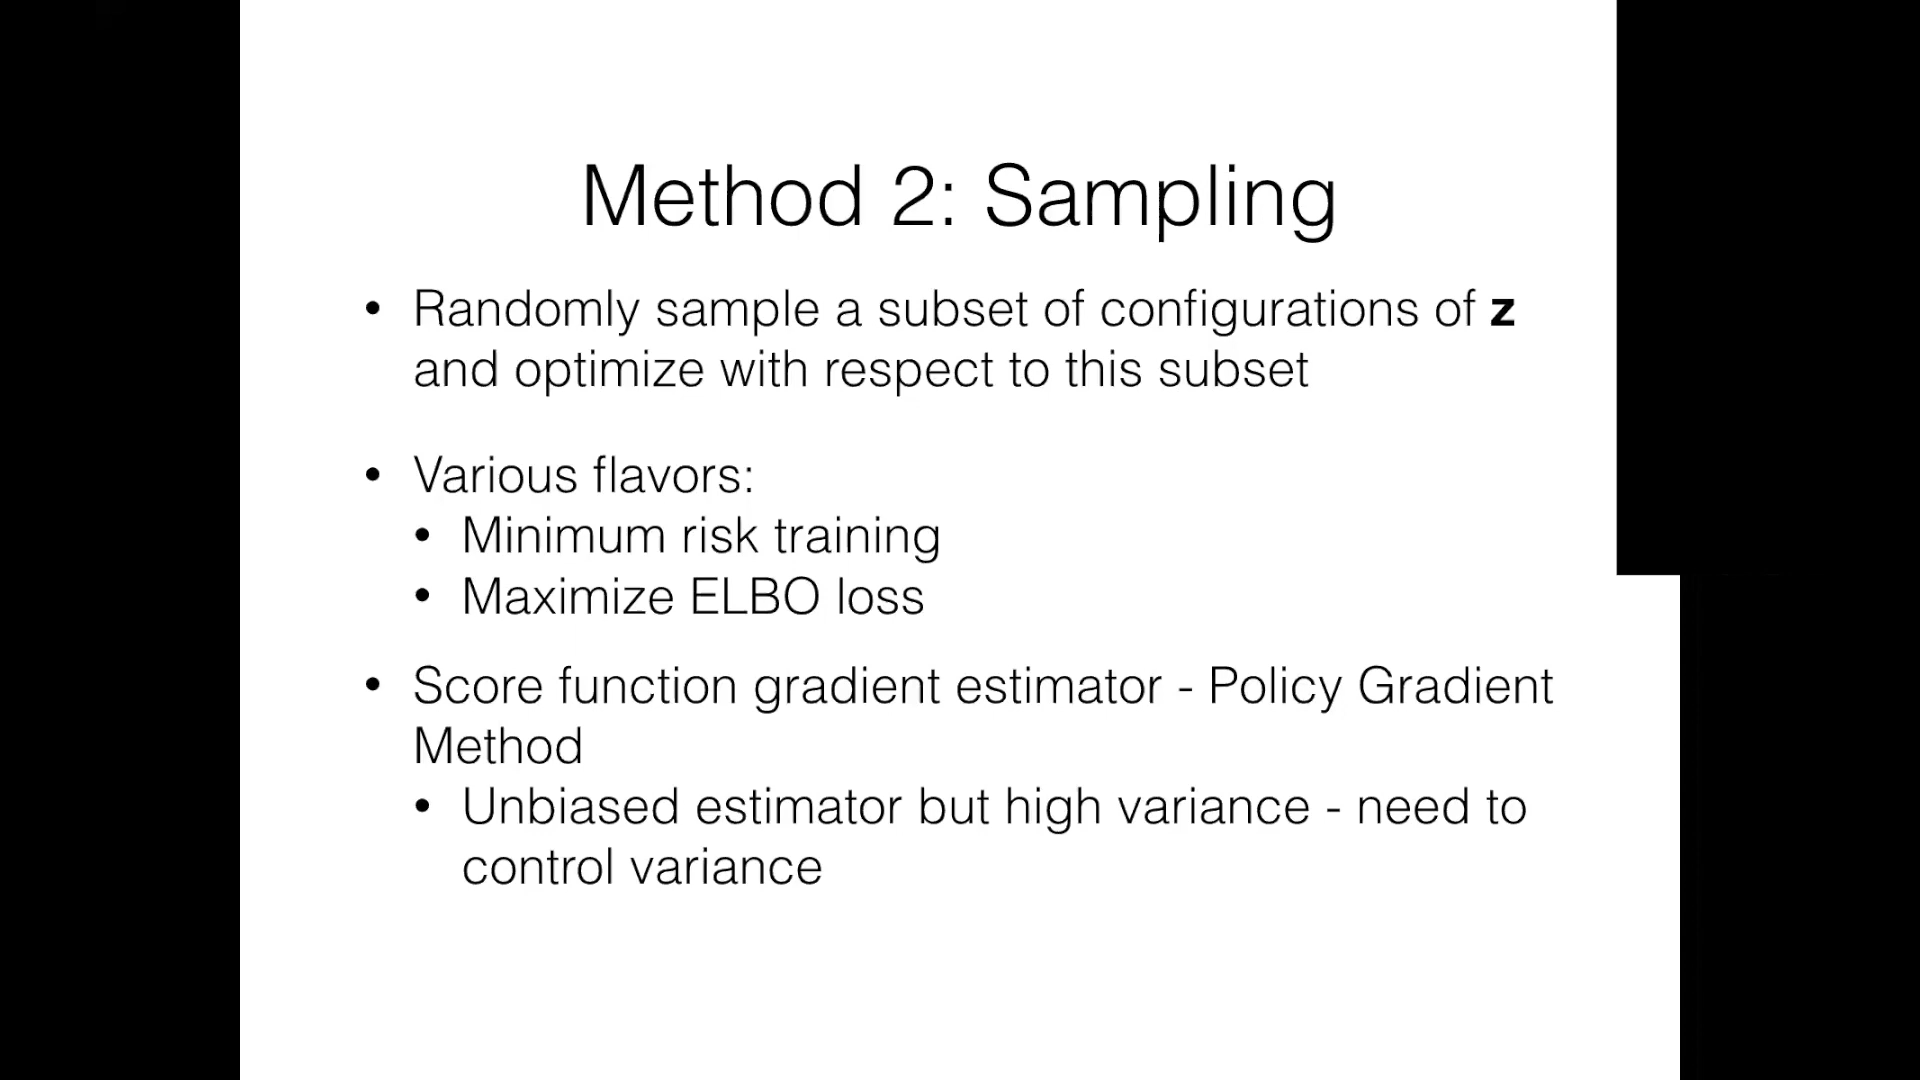 Method 2: Sampling
• Randomly sample a subset of configurations of z
and optimize with respect to this subset
• Various flavors:
• Minimum risk training
• Maximize ELBO loss
• Score function gradient estimator - Policy Gradient
Method
• Unbiased estimator but high variance - need to
control variance